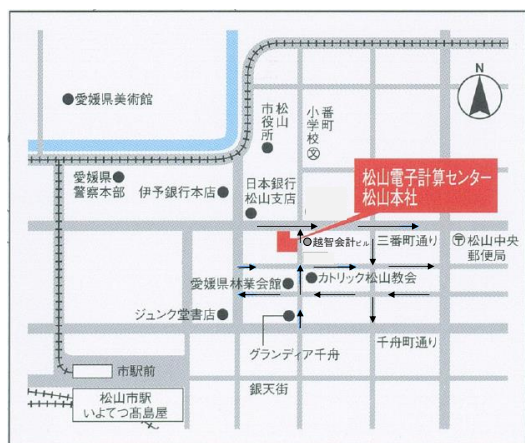 N
愛媛県美術館
松山
市役所
番町
小学校
愛媛県
警察本部
伊予銀行本店
日本銀行
松山支店
松山電子計算センター
松山本社
越智会計ビル
三番町通り
松山中央
郵便局
愛媛県林業会館
カトリック松山教会
ジュンク堂書店
グランディア千舟
千舟町通り
市駅前
銀天街
松山市駅
いよてつ髙島屋